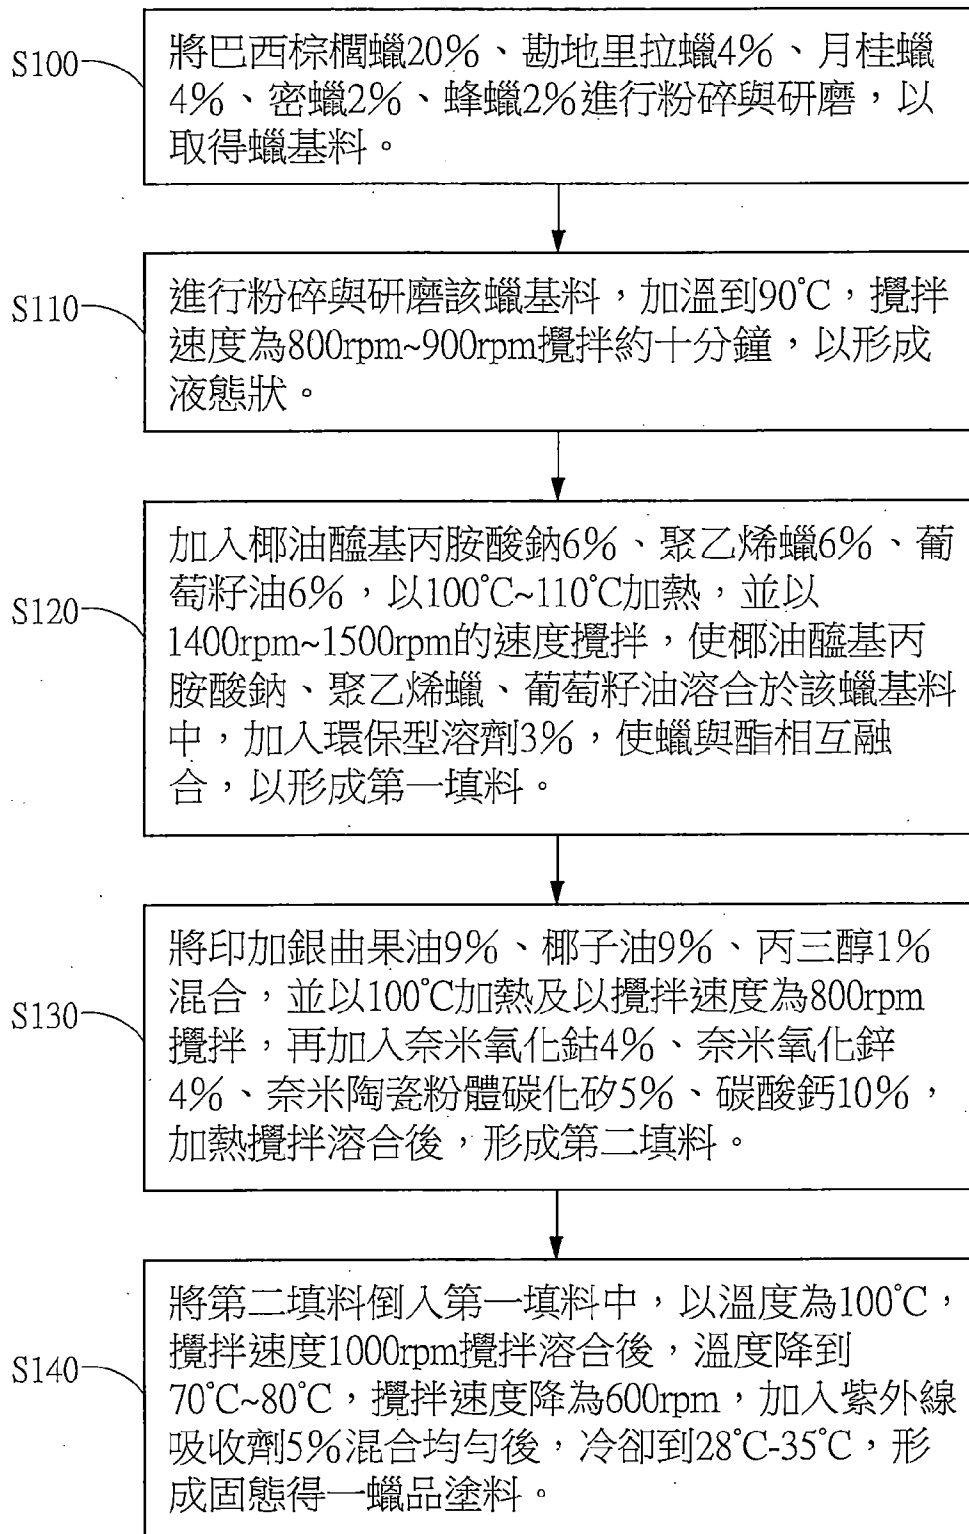 S100
將巴西棕櫚蠟20%、勘地里拉蠟4%、月桂蠟
4%、密蠟2%、蜂蠟2%進行粉碎與研磨，以
取得蠟基料。
S110
進行粉碎與研磨該蠟基料，加溫到90℃，攪拌
速度為800rpm~900rpm攪拌約十分鐘，以形成
液態狀。
S120
加入椰油醯基丙胺酸鈉6%、聚乙烯蠟6%、葡
萄籽油6%，以100℃~110℃加熱，並以
1400rpm~1500rpm的速度攪拌，使椰油醯基丙
胺酸鈉、聚乙烯蠟、葡萄籽油溶合於該蠟基料
中，加入環保型溶劑3%，使蠟與酯相互融
合，以形成第一填料。
S130
將印加銀曲果油9%、椰子油9%、丙三醇1%
混合，並以100℃加熱及以攪拌速度為800rpm
攪拌，再加入奈米氧化鈷4%、奈米氧化鋅
4%、奈米陶瓷粉體碳化矽5%、碳酸鈣10%，
加熱攪拌溶合後，形成第二填料。
S140
將第二填料倒入第一填料中，以溫度為100℃，
攪拌速度1000rpm攪拌溶合後，溫度降到
70℃~80℃，攪拌速度降為600rpm，加入紫外線
吸收劑5%混合均勻後，冷卻到28℃-35℃，形
成固態得一蠟品塗料。